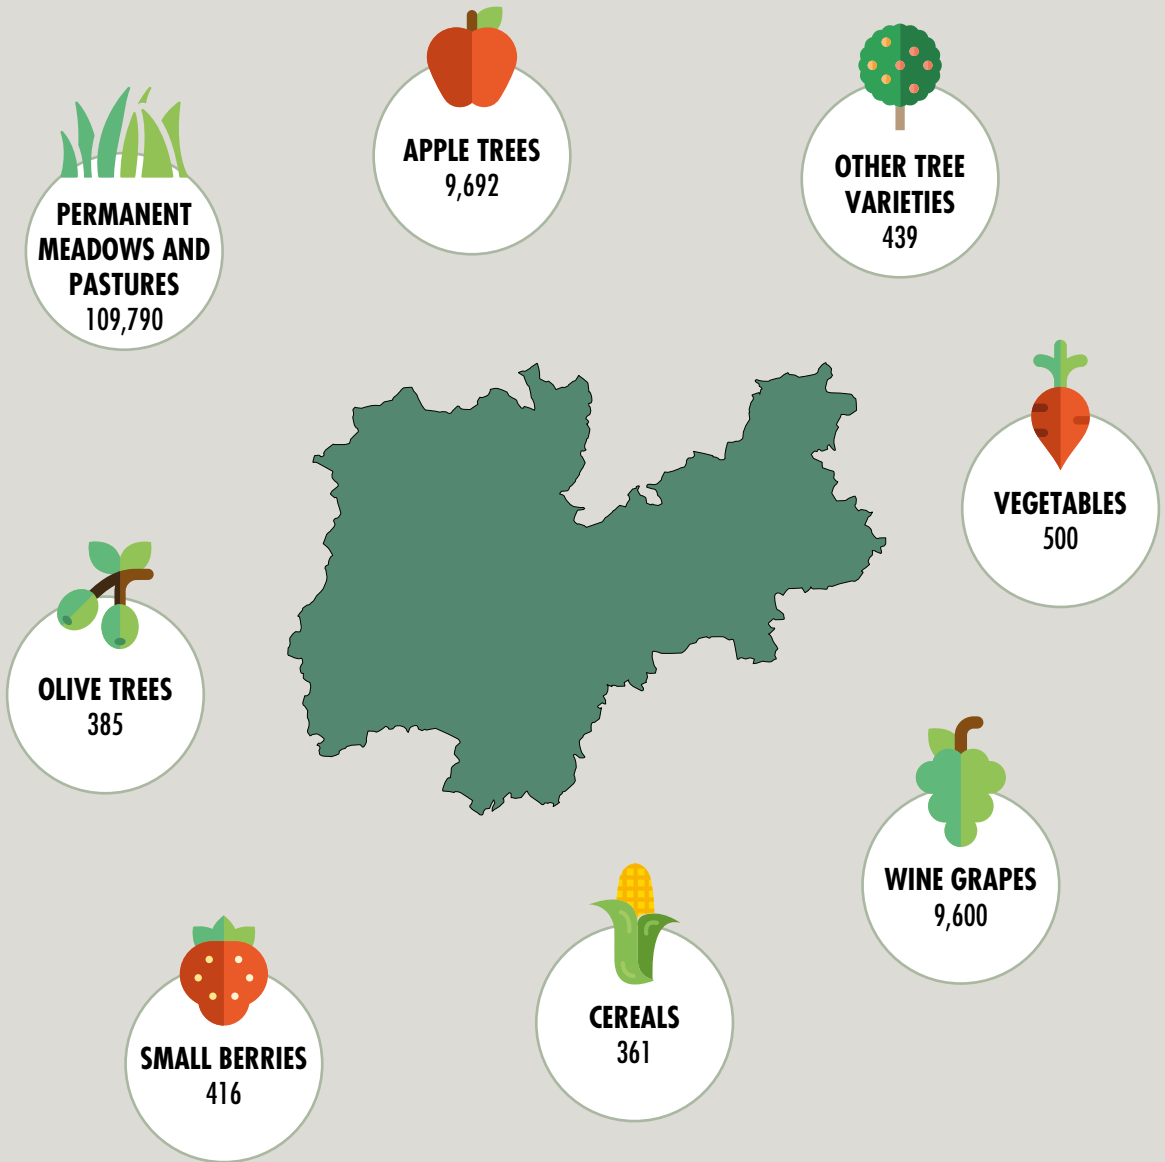 APPLE TREES
9,692
OTHER TREE
VARIETIES
439
PERMANENT
MEADOWS AND
PASTURES
109,790
VEGETABLES
500
OLIVE TREES
385
WINE GRAPES
9,600
CEREALS
361
SMALL BERRIES
416